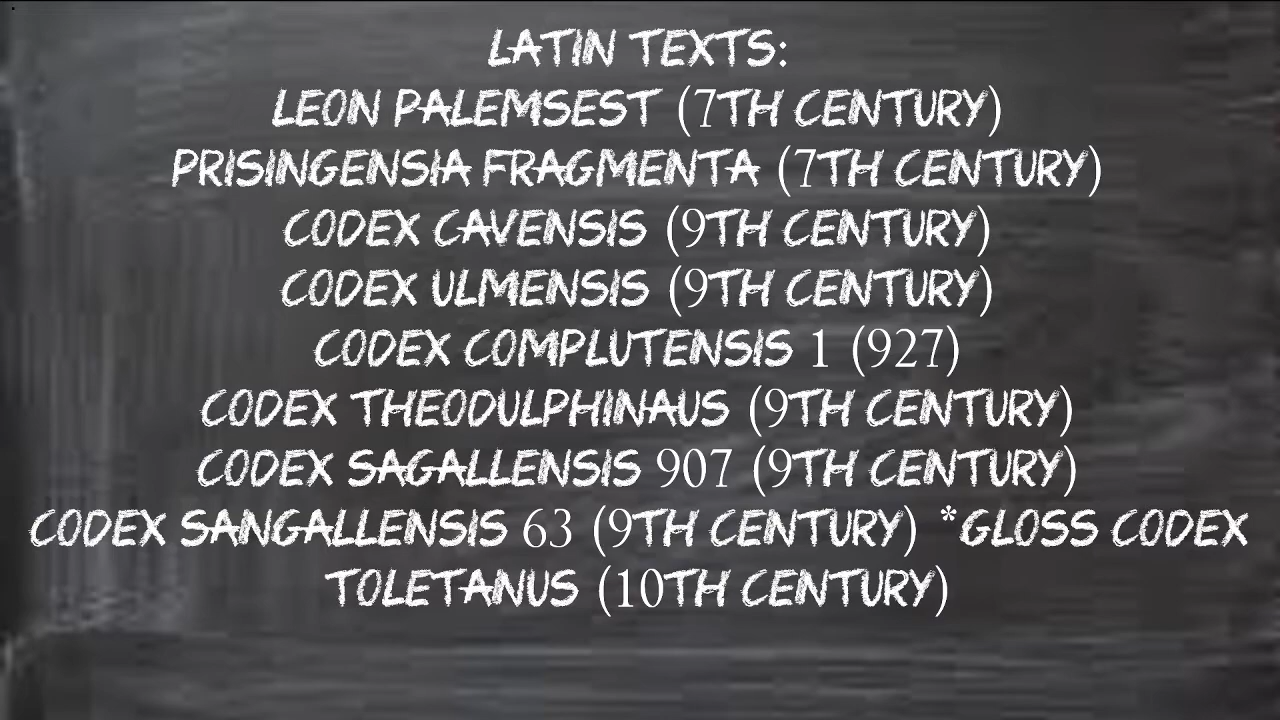 LATIN TEXTS:
LEON PALEMSEST (7TH CENTURY)
PRISINGENSIA FRAGMENTA (7TH CENTURY)
CODEX CAVENSIS (9TH CENTURY)
CODEX ULMENSIS (9TH CENTURY)
CODEX COMPLUTENSIS 1 (927)
CODEX THEODULPHINAUS (9TH CENTURY)
CODEX SAGALLENSIS 907 (9TH CENTURY)
CODEX SANGALLENSIS 63 (9TH CENTURY) *GLOSS CODEX
TOLETANUS (10TH CENTURY)